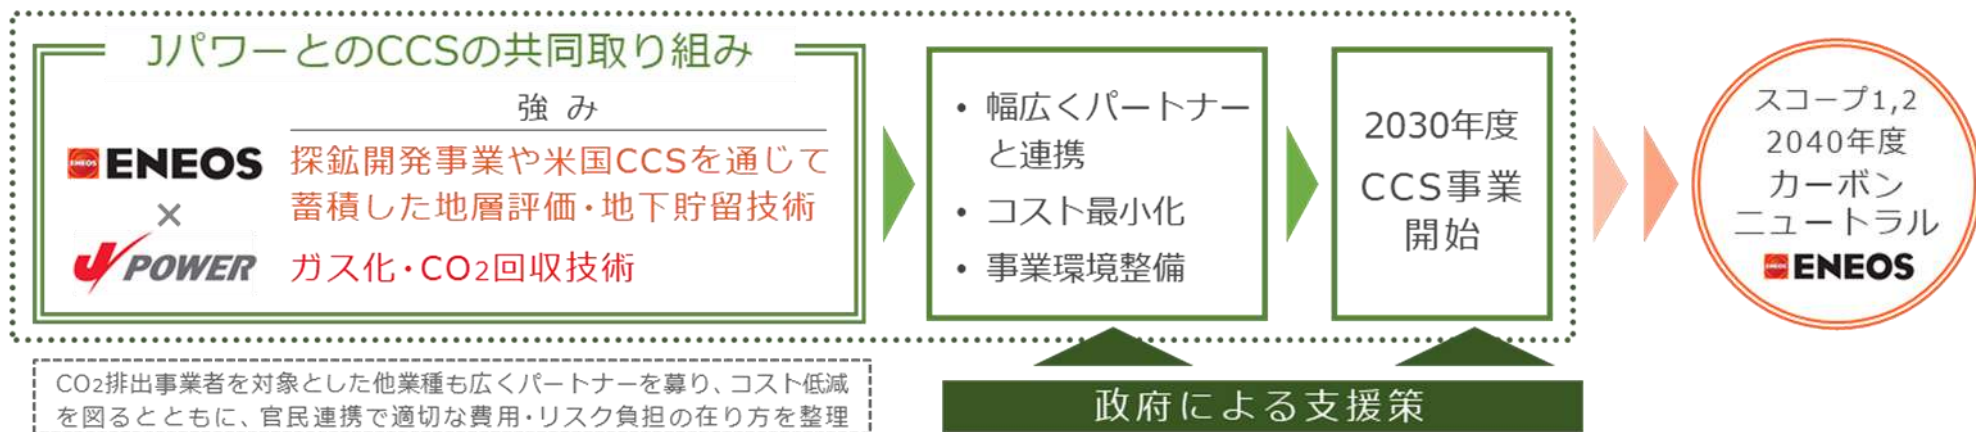 JパワーとのCCSの共同取り組み
強み
ENEOS
探鉱開発事業や米国CCSを通じて
蓄積した地層評価・地下貯留技術
×
J POWER
ガス化・CO2回収技術
• 幅広くパートナー
と連携
• コスト最小化
• 事業環境整備
2030年度
CCS事業
開始
スコープ1,2
2040年度
カーボン
ニュートラル
ENEOS
CO2排出事業者を対象とした他業種も広くパートナーを募り、コスト低減
を図るとともに、官民連携で適切な費用・リスク負担の在り方を整理
政府による支援策